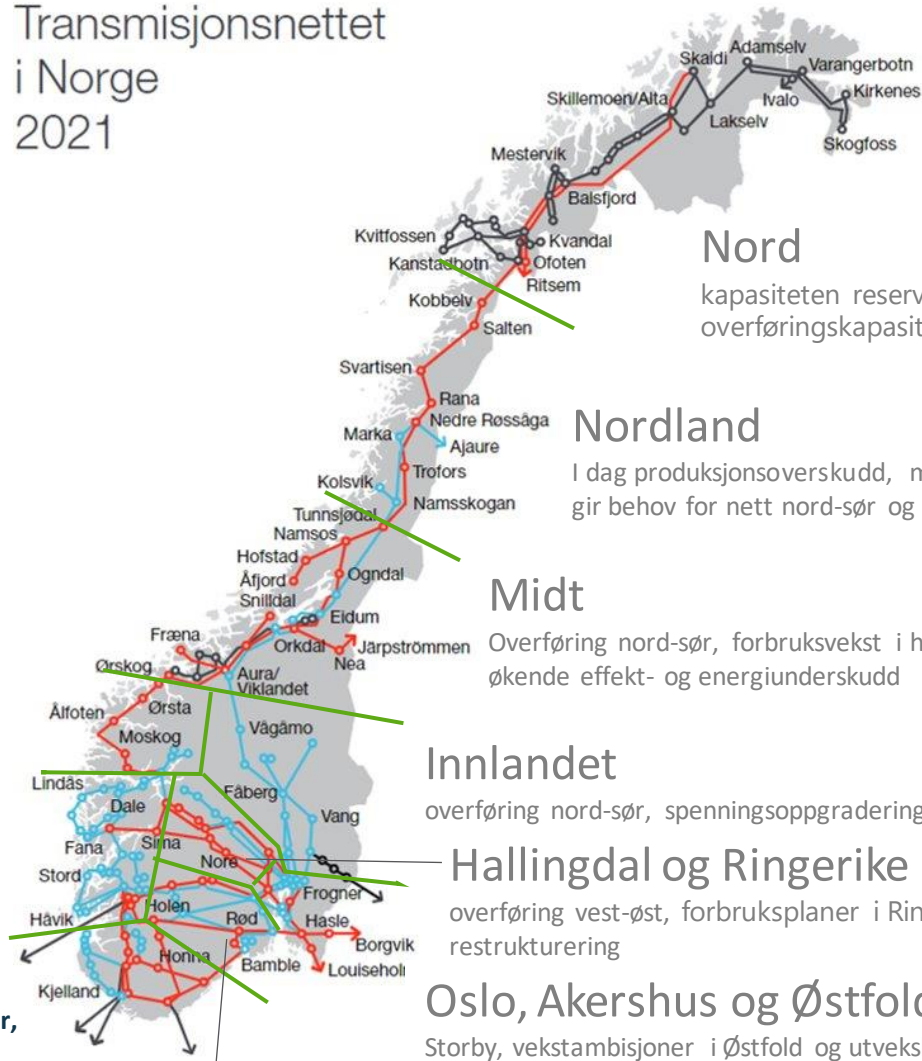 Transmisjonsnettet
i Norge
2021
Skaidi
Adamselv
Varangerbotn
Skillemoen/Alta
Ivalo
Kirkenes
Lakselv
Skogfoss
Mestervik
Balsfjord
Kvitfossen
Kvandal
Kanstadbotn
Ofoten
Ritsem
Kobbelv
Salten
Nord
kapasiteten reserv
overføringskapasit
Svartisen
Rana
Nedre Røssåga
Marka
Ajaure
Trofors
Kolsvik
Namsskogan
Nordland
I dag produksjonsoverskudd, m
gir behov for nett nord-sør og
Tunnsjødal
Namsos
Hofstad
Åfjord
Ogndal
Snilldal
Eidum
Fræna
Orkdal
Järpströmmen
Nea
Midt
Overføring nord-sør, forbruksvekst i h
økende effekt- og energiunderskudd
Ørskog
Aura/
Viklandet
Ørsta
Ålfoten
Vågåmo
Moskog
Innlandet
overføring nord-sør, spenningsoppgradering
Lindås
Dale
Fåberg
Vang
Fana
Sima
Nore
Stord
Frogner
Hallingdal og Ringerike
overføring vest-øst, forbruksplaner i Rin
restrukturering
Håvik
Holen
Rød
Hasle
Borgvik
Honna
Bamble
Louisehol
Kjelland
Oslo, Akershus og Østfold
Storby, vekstambisjoner i Østfold og utveks
r,